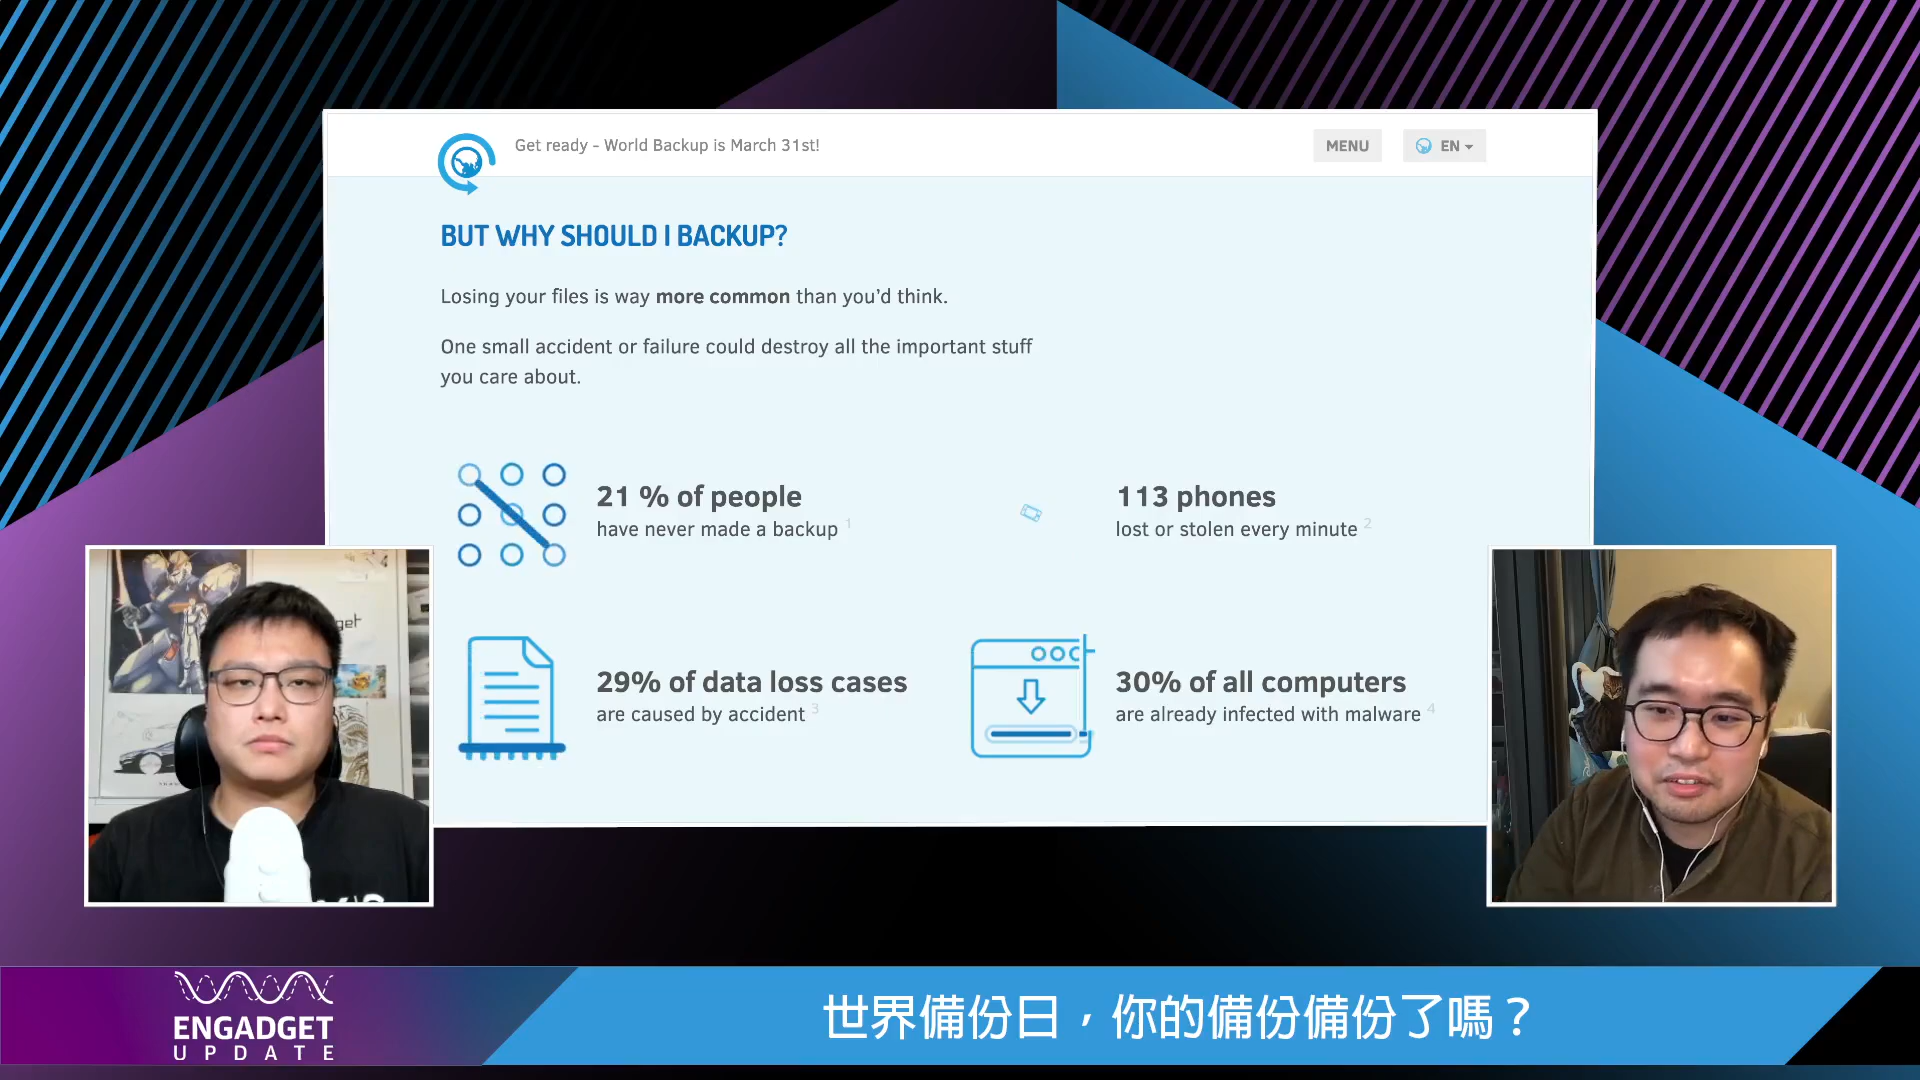 Get ready - World Backup is March 31st!
MENU
EN
BUT WHY SHOULD I BACKUP?
Losing your files is way more common than you'd think.
One small accident or failure could destroy all the important stuff
you care about.
21 % of people
have never made a backup 1
113 phones
lost or stolen every minute 2
29% of data loss cases
are caused by accident 3
30% of all computers
are already infected with malware 4
get
ENGADGET
UPDATE
世界備份日，你的備份備份了嗎？